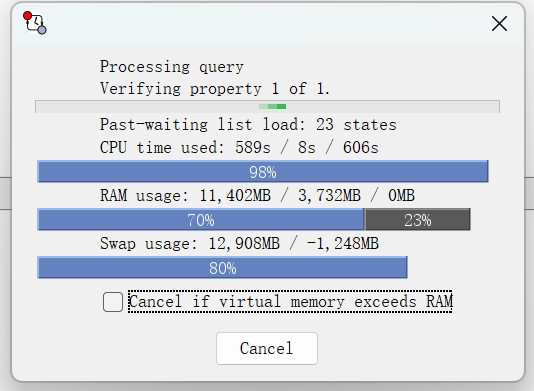 Processing query
Verifying property 1 of 1.
Past-waiting list load: 23 states
CPU time used: 589s / 8s / 606s
98%
RAM usage: 11,402MB / 3,732MB / 0MB
70% 23%
Swap usage: 12,908MB / -1,248MB
80%
Cancel if virtual memory exceeds RAM
Cancel